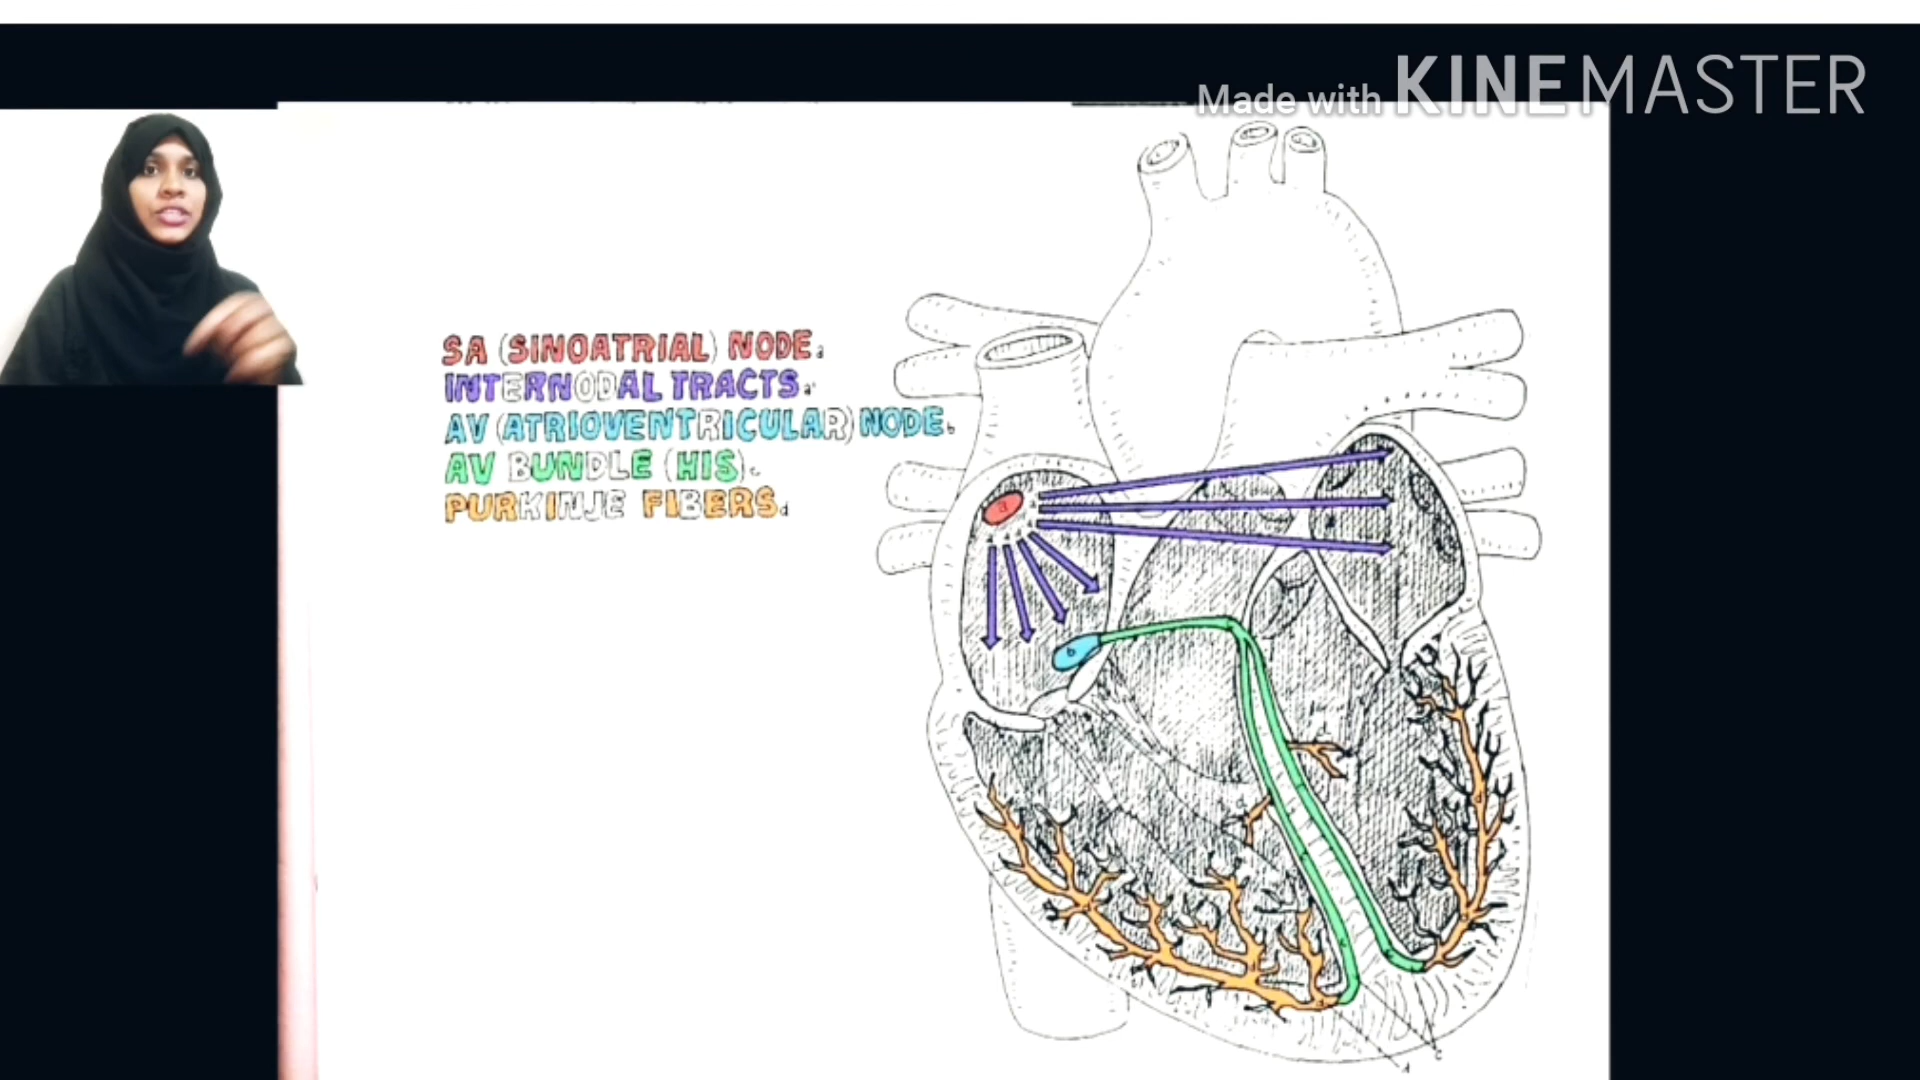 Made with KINEMASTER
SA (SINOATRIAL) NODE.a
INTERNODAL TRACTS.a'
AV (ATRIOVENTRICULAR) NODE.b
AV BUNDLE (HIS).c
PURKINJE FIBERS.d
a
b
d
c